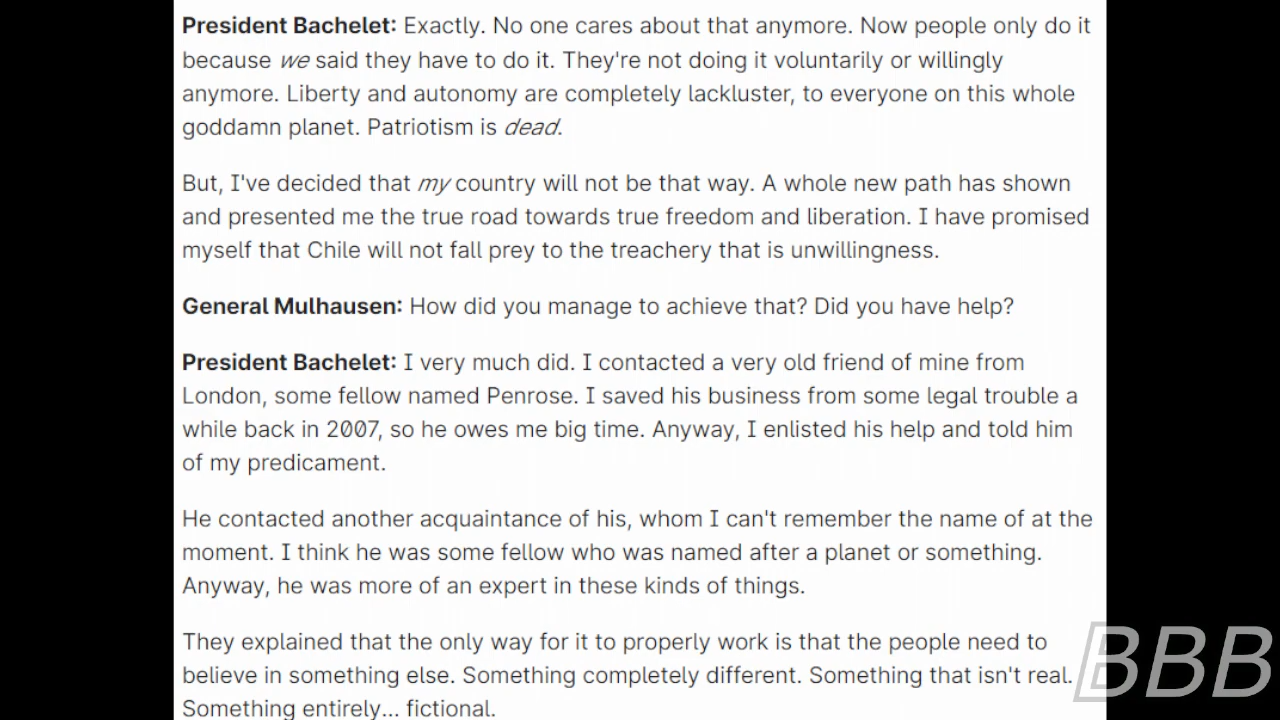 President Bachelet: Exactly. No one cares about that anymore. Now people only do it
because we said they have to do it. They're not doing it voluntarily or willingly
anymore. Liberty and autonomy are completely lackluster, to everyone on this whole
goddamn planet. Patriotism is dead.
But, I've decided that my country will not be that way. A whole new path has shown
and presented me the true road towards true freedom and liberation. I have promised
myself that Chile will not fall prey to the treachery that is unwillingness.
General Mulhausen: How did you manage to achieve that? Did you have help?
President Bachelet: I very much did. I contacted a very old friend of mine from
London, some fellow named Penrose. I saved his business from some legal trouble a
while back in 2007, so he owes me big time. Anyway, I enlisted his help and told him
of my predicament.
He contacted another acquaintance of his, whom I can't remember the name of at the
moment. I think he was some fellow who was named after a planet or something.
Anyway, he was more of an expert in these kinds of things.
They explained that the only way for it to properly work is that the people need to
believe in something else. Something completely different. Something that isn't real.
Something entirely... fictional.
BBB